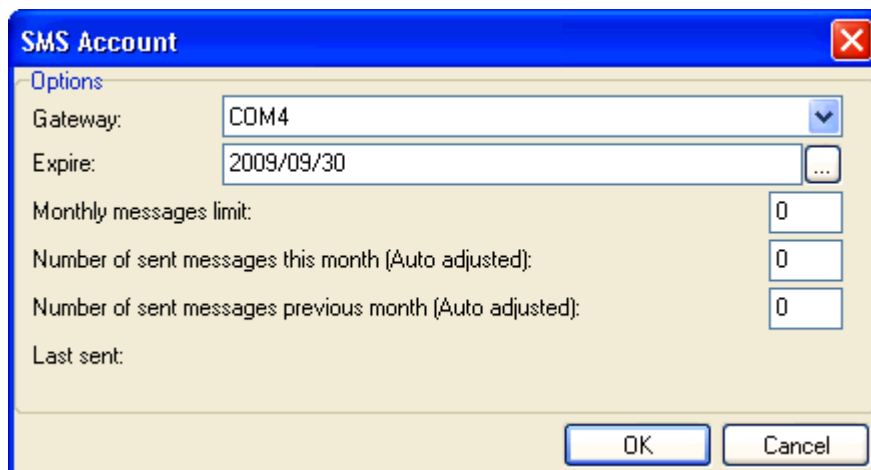 SMS Account
Options
Gateway: COM4
Expire: 2009/09/30 ...
Monthly messages limit: 0
Number of sent messages this month (Auto adjusted): 0
Number of sent messages previous month (Auto adjusted): 0
Last sent:
OK Cancel